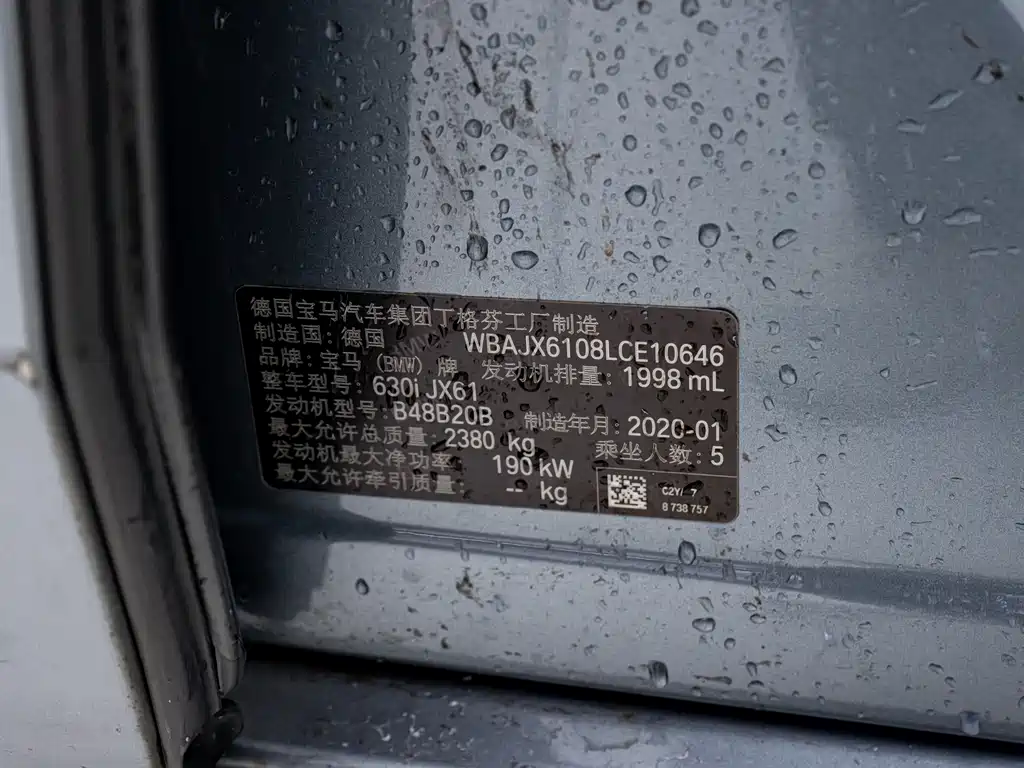 德国宝马汽车集团丁格芬工厂制造
制造国：德国 WBAJX6108LCE10646
品牌：宝马（BMW）牌 发动机排量：1998 mL
整车型号：630i JX61
发动机型号：B48B20B 制造年月：2020-01
最大允许总质量：2380 kg 乘坐人数：5
发动机最大净功率：190 kW
最大允许牵引质量：-- kg
8 738 757